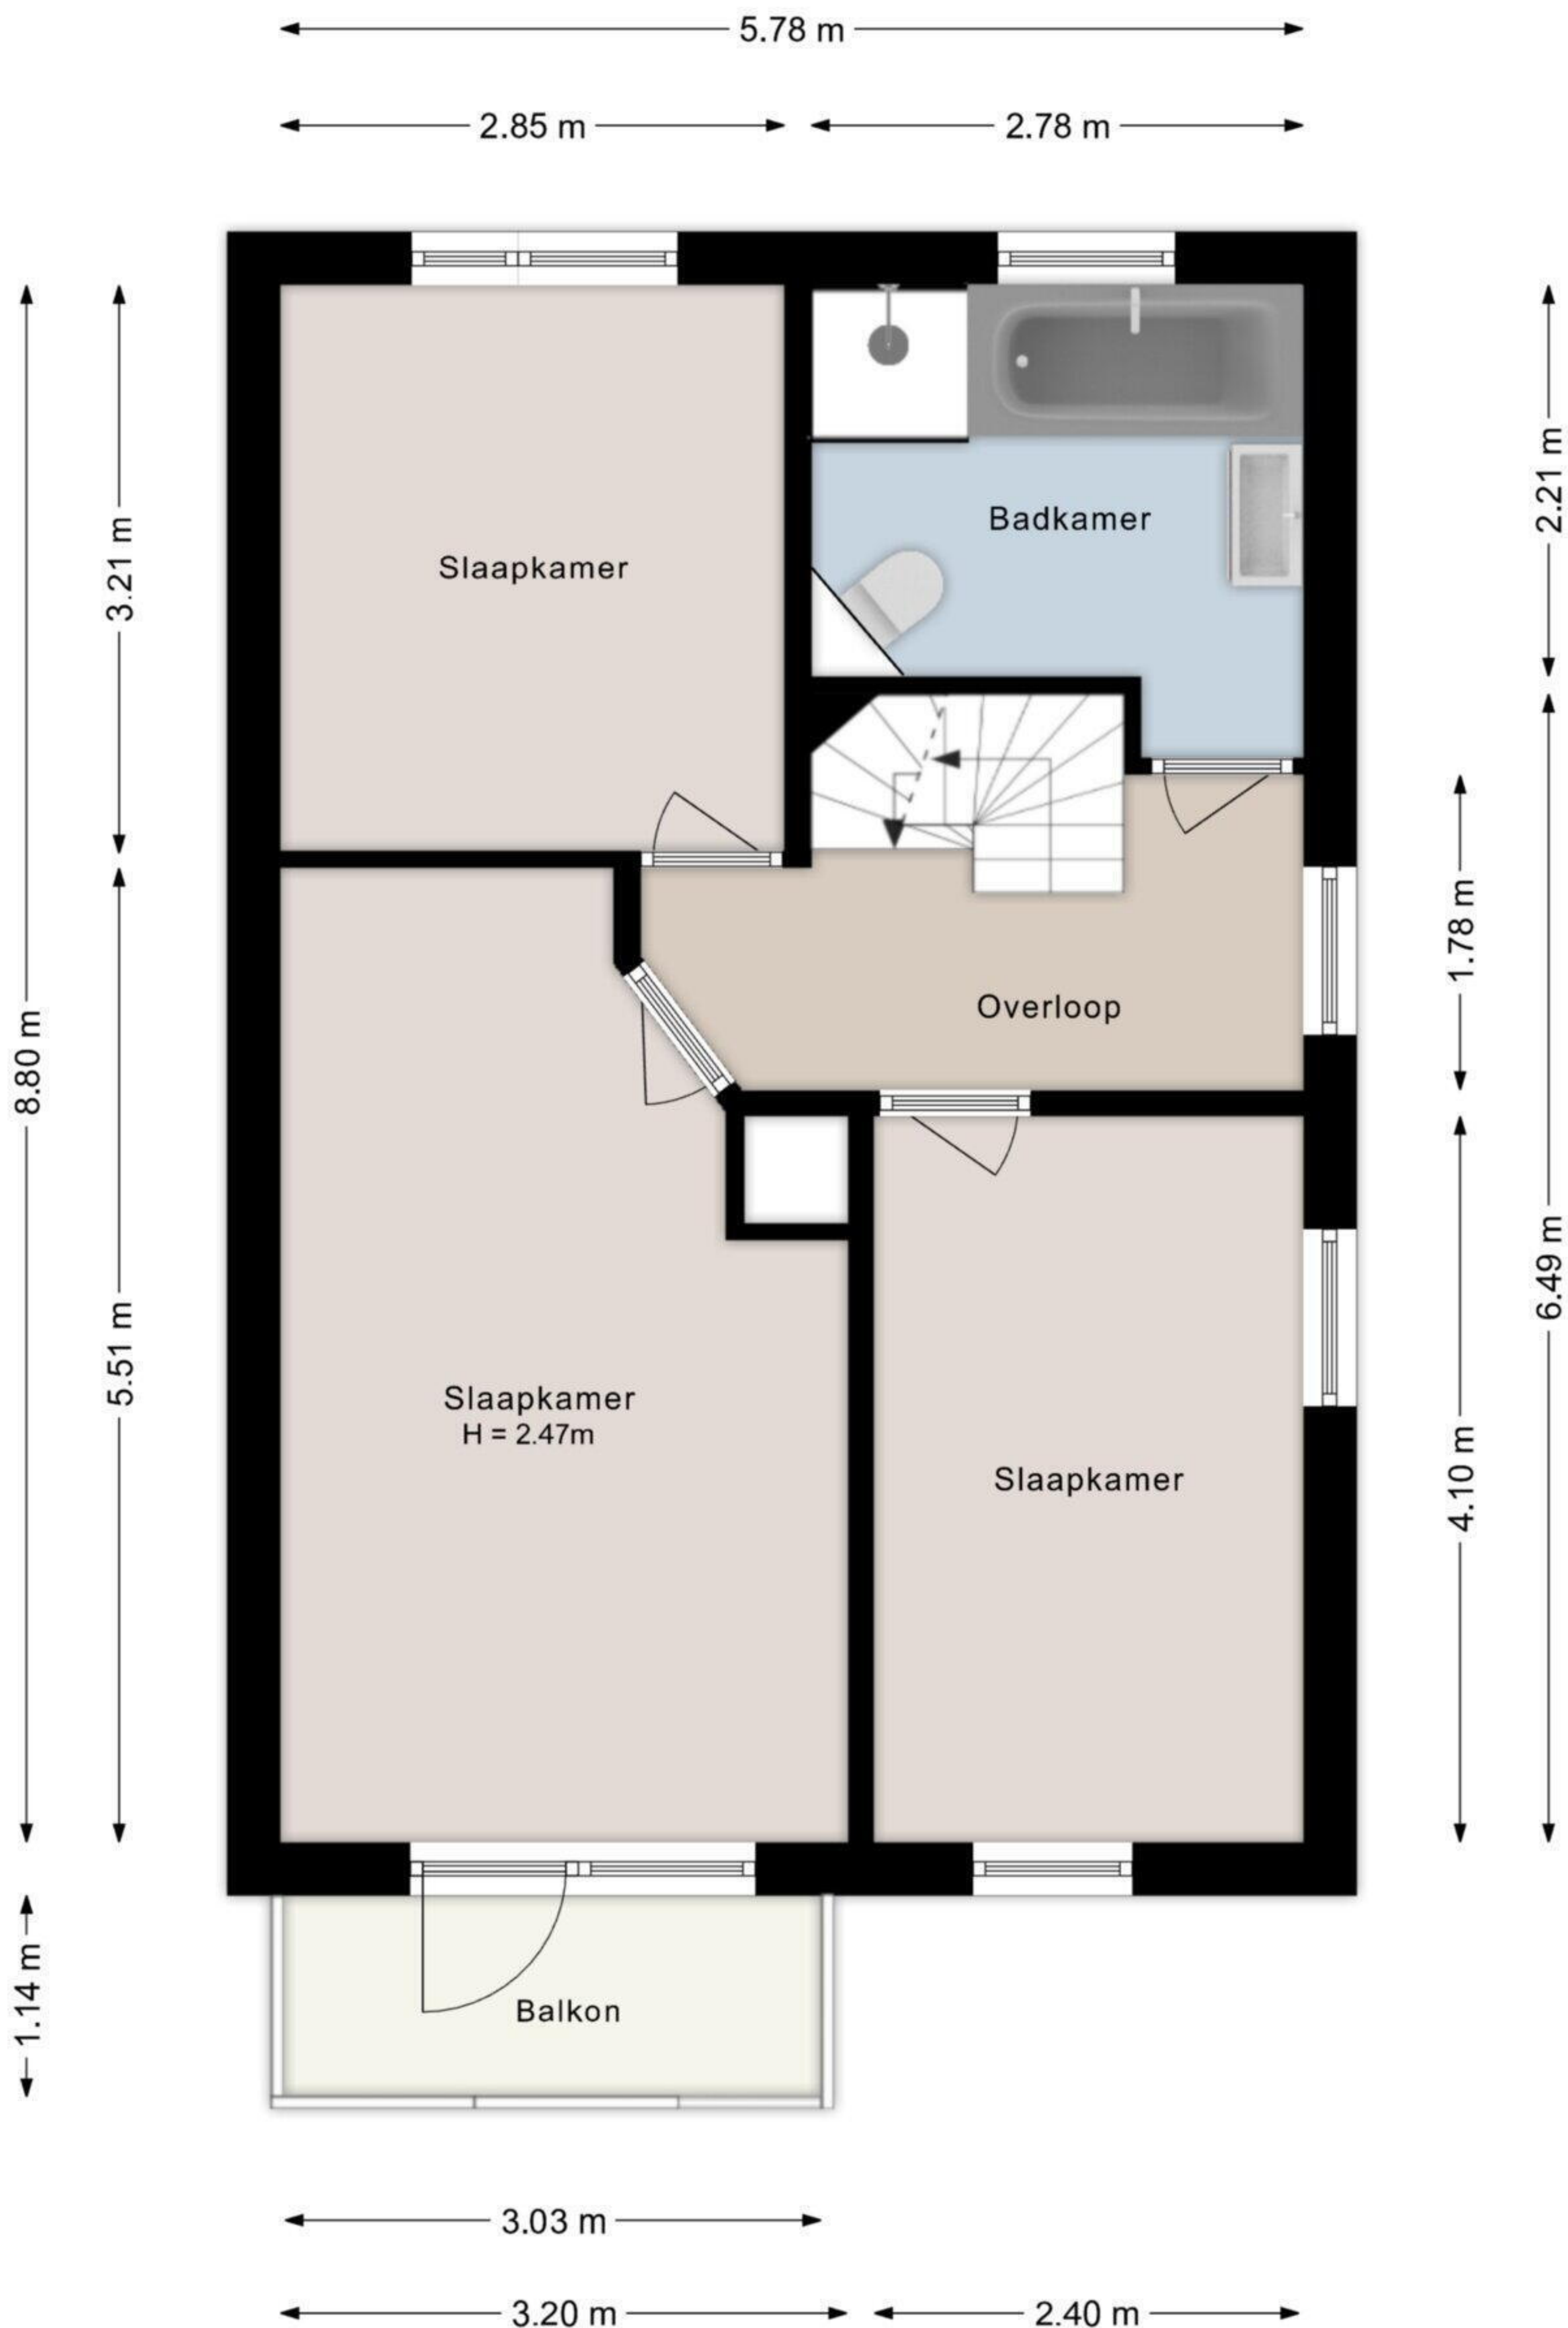 5.78 m
2.85 m
2.78 m
Slaapkamer
Badkamer
3.21 m
2.21 m
Overloop
1.78 m
8.80 m
5.51 m
Slaapkamer
H = 2.47m
Slaapkamer
4.10 m
6.49 m
Balkon
1.14 m
3.03 m
3.20 m
2.40 m